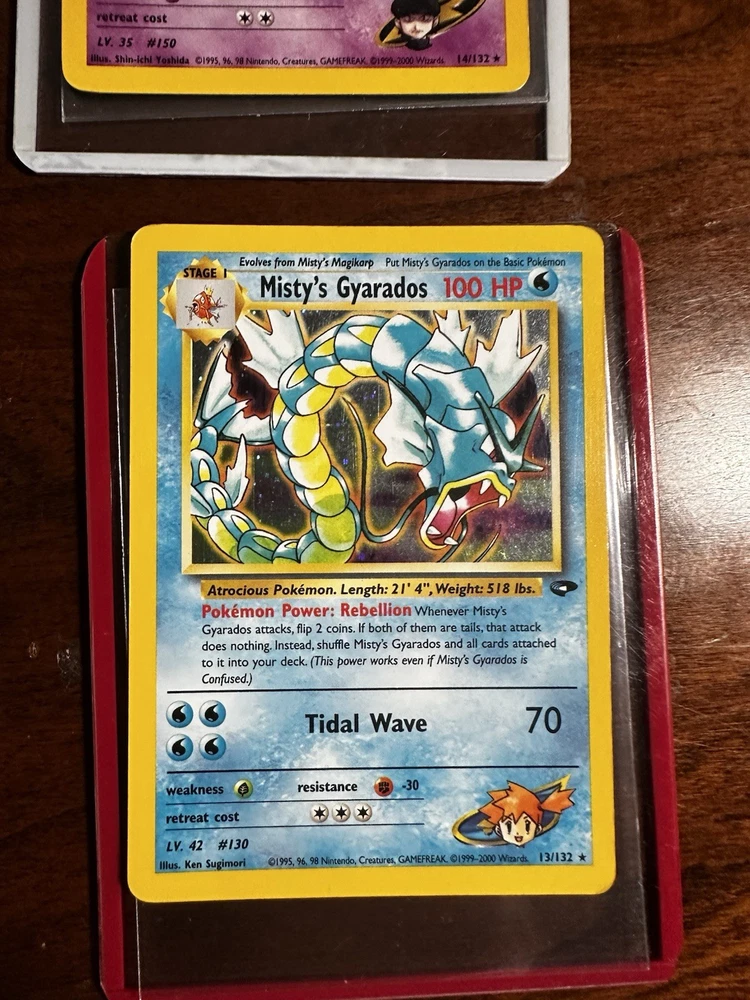 retreat cost
LV. 35 #150
Illus. Shin-ichi Yoshida ©1995, 96, 98 Nintendo, Creatures, GAMEFREAK. ©1999-2000 Wizards. 14/132 ★
Evolves from Misty's Magikarp Put Misty's Gyarados on the Basic Pokémon
STAGE 1
Misty's Gyarados 100 HP
Atrocious Pokémon. Length: 21' 4", Weight: 518 lbs.
Pokémon Power: Rebellion Whenever Misty's
Gyarados attacks, flip 2 coins. If both of them are tails, that attack
does nothing. Instead, shuffle Misty's Gyarados and all cards attached
to it into your deck. (This power works even if Misty's Gyarados is
Confused.)
Tidal Wave 70
weakness resistance -30
retreat cost
LV. 42 #130
Illus. Ken Sugimori ©1995, 96, 98 Nintendo, Creatures, GAMEFREAK. ©1999-2000 Wizards. 13/132 ★